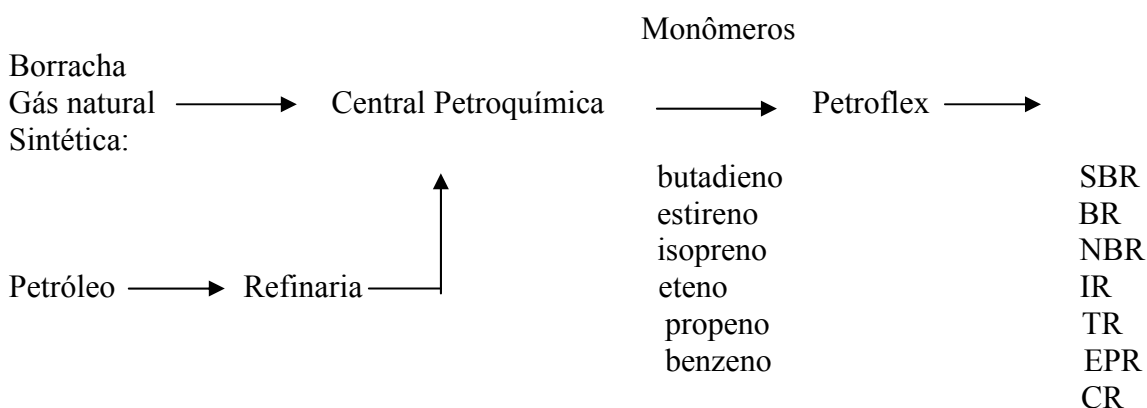 Monômeros
Borracha
Gás natural Central Petroquímica Petroflex
Sintética:
butadieno SBR
estireno BR
isopreno NBR
Petróleo Refinaria eteno IR
propeno TR
benzeno EPR
CR